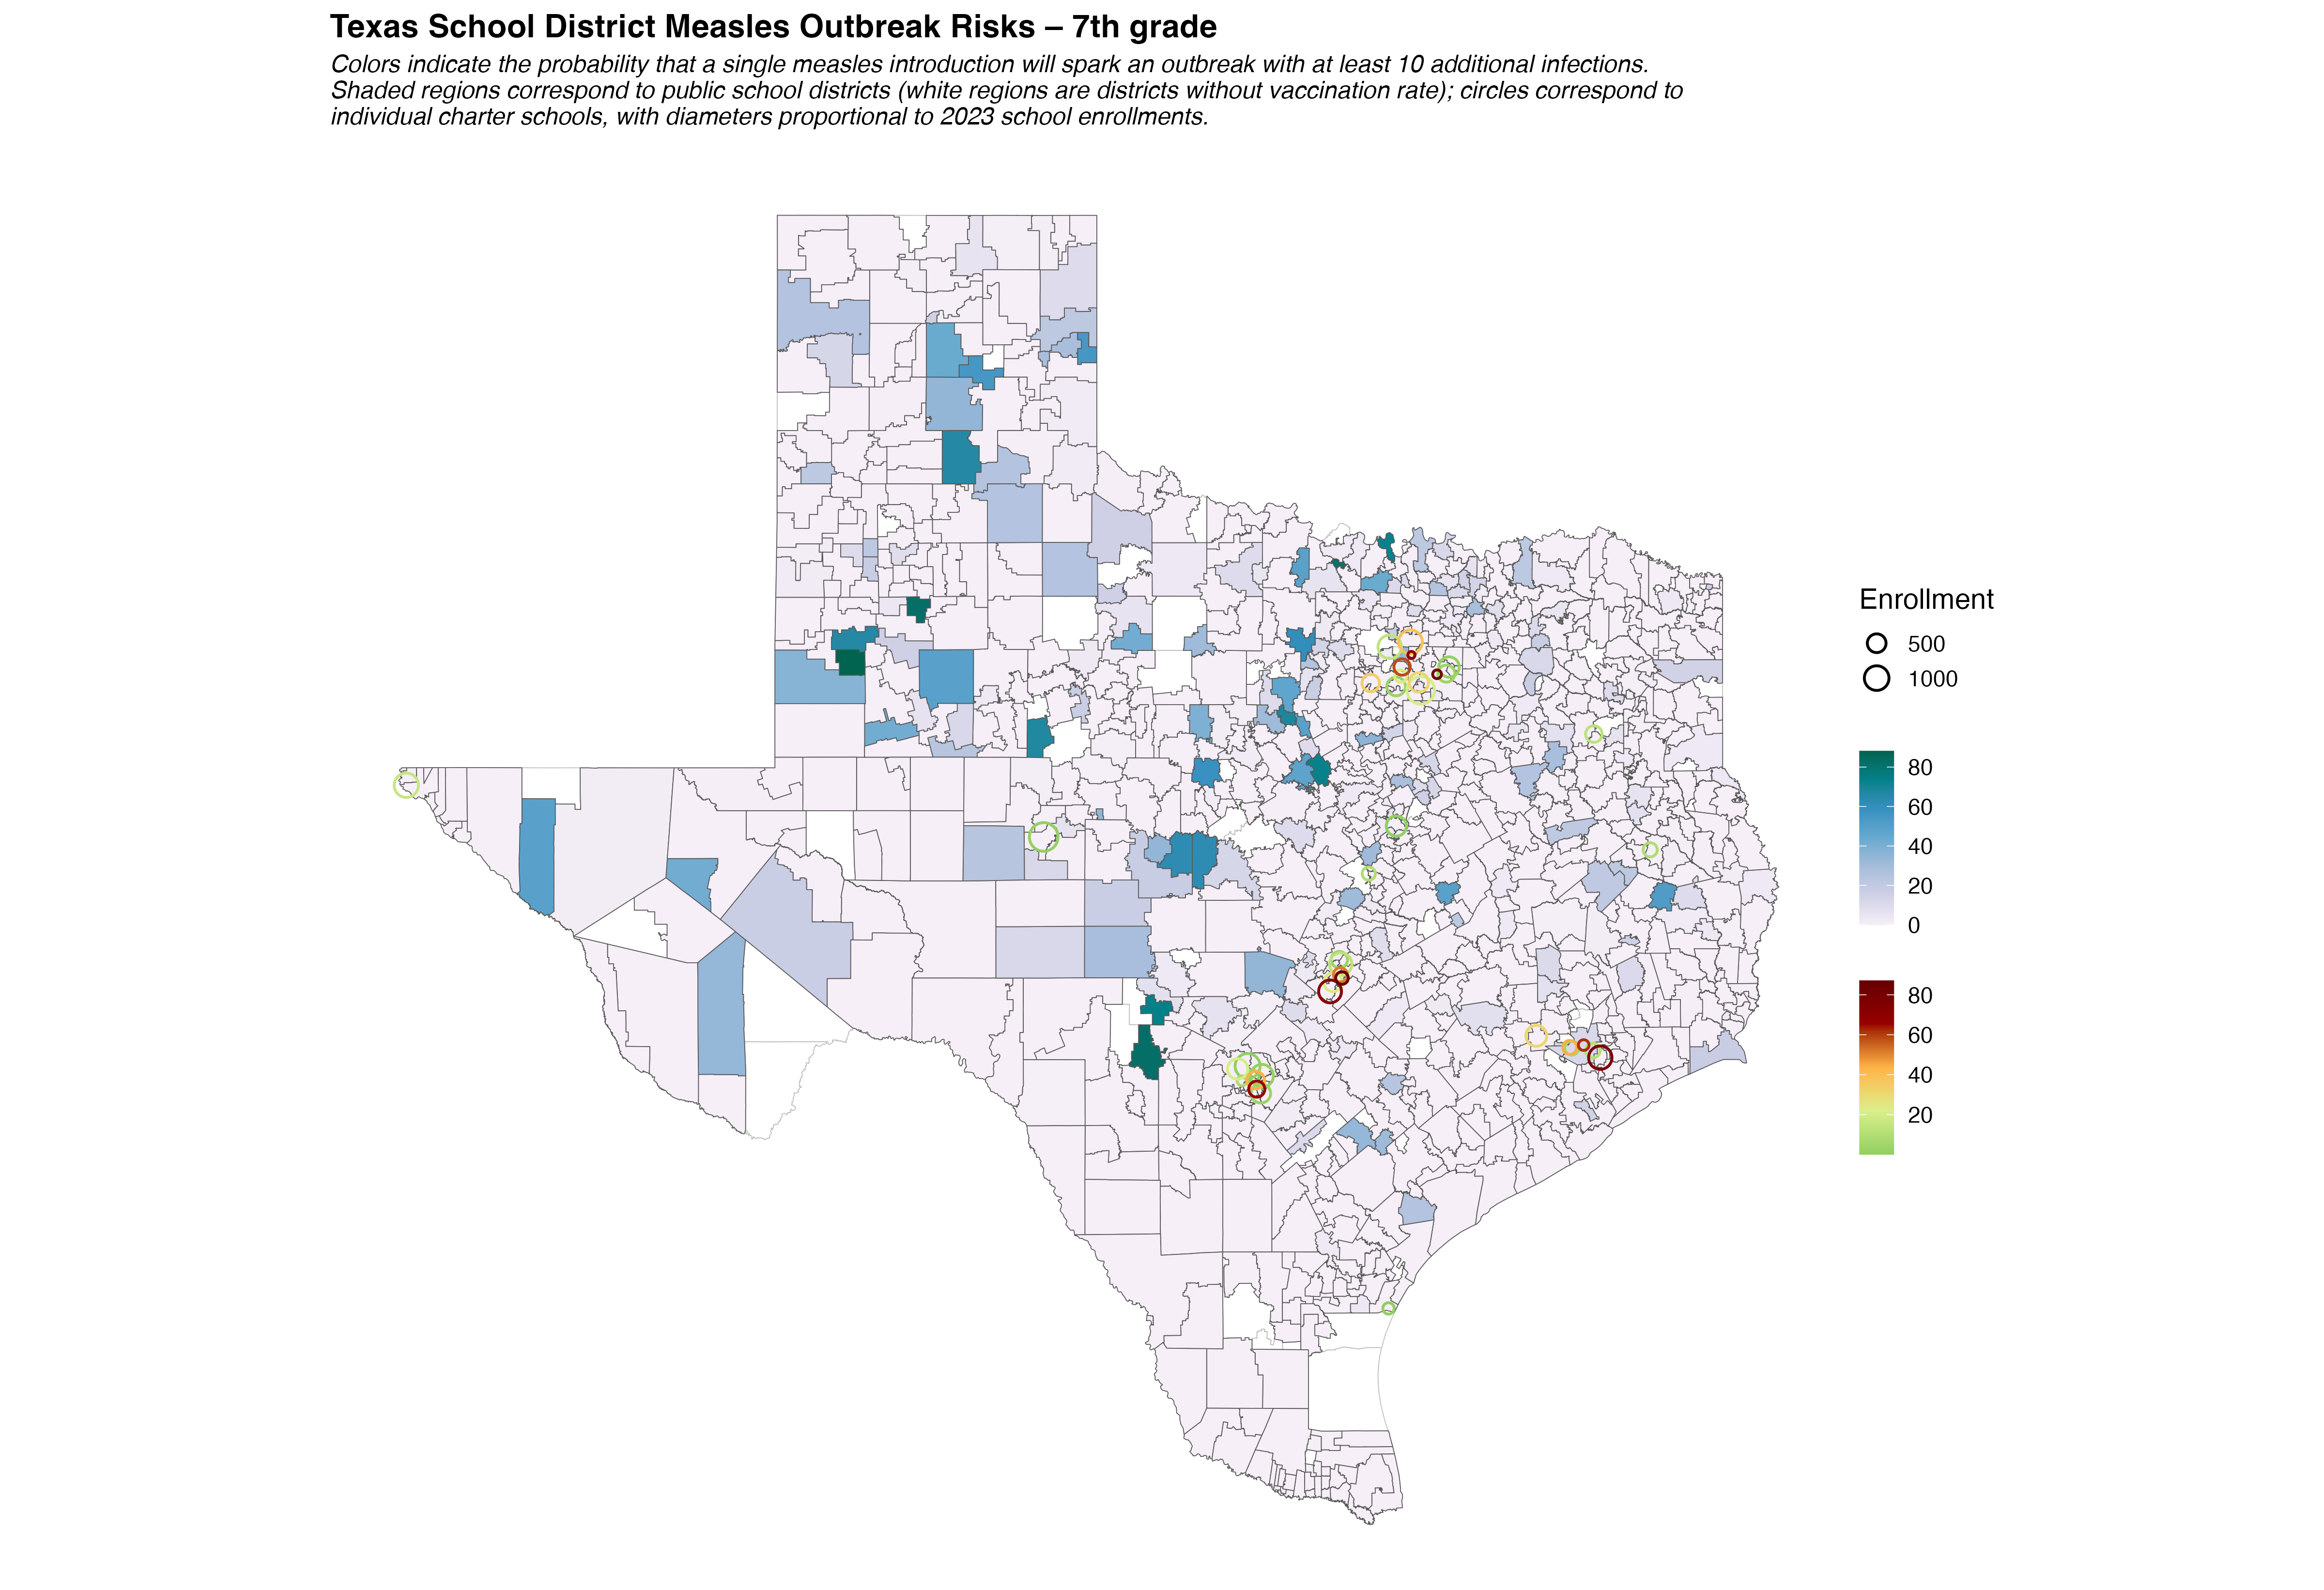 Texas School District Measles Outbreak Risks – 7th grade
Colors indicate the probability that a single measles introduction will spark an outbreak with at least 10 additional infections.
Shaded regions correspond to public school districts (white regions are districts without vaccination rate); circles correspond to
individual charter schools, with diameters proportional to 2023 school enrollments.
Enrollment
500
1000
80
60
40
20
0
80
60
40
20